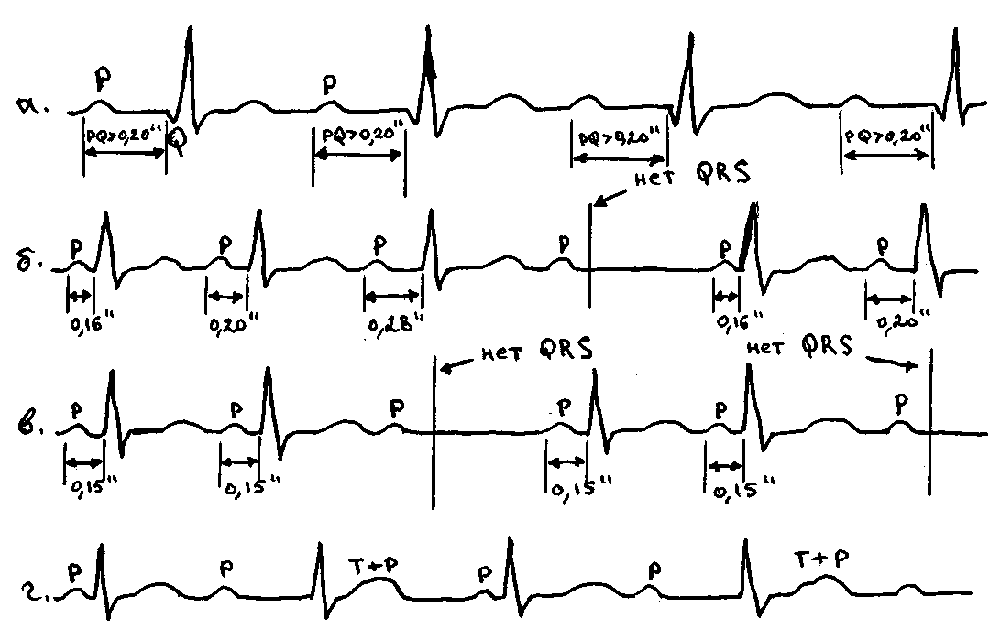 P P
а.
PQ>0,20" Q PQ>0,20" PQ>0,20" PQ>0,20"
нет QRS
б. P P P P P P
0,16" 0,20" 0,28" 0,16" 0,20"
нет QRS нет QRS
в. P P P P P P
0,15" 0,15" 0,15" 0,15"
г. P P T+P P P T+P